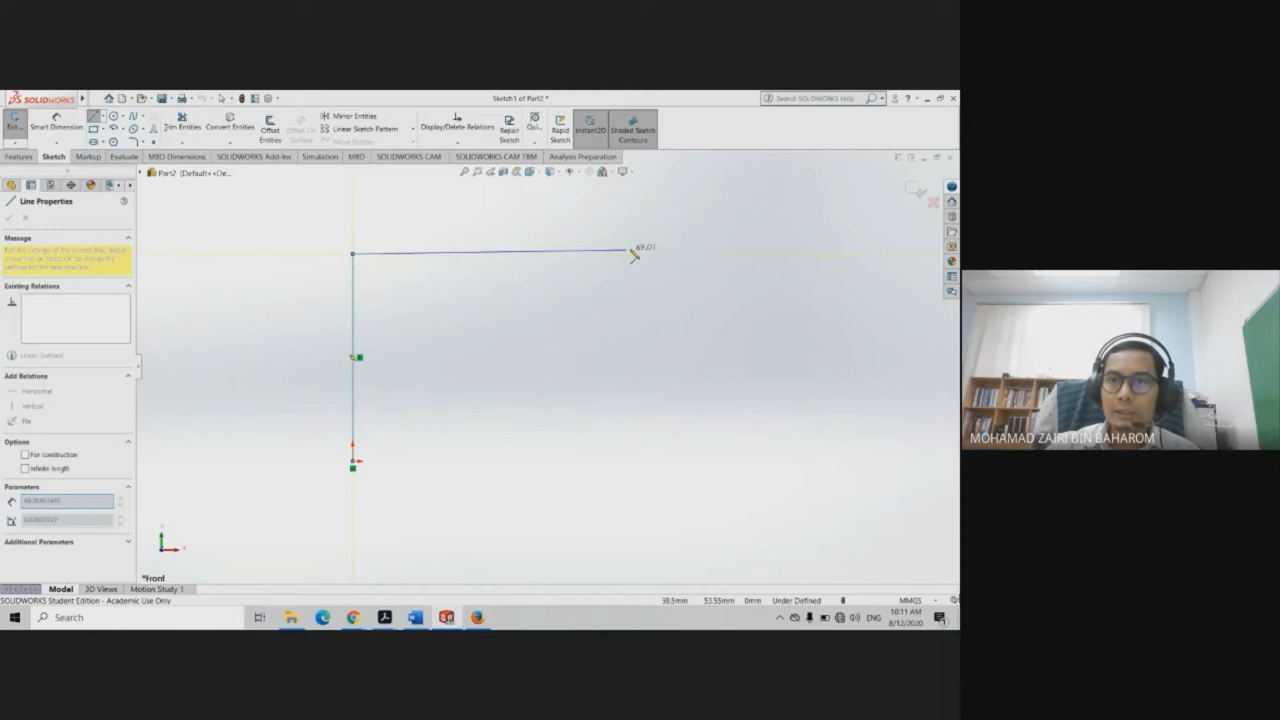 SOLIDWORKS
Sketch1 of Part2 *
Search SOLIDWORKS Help
Exit...
Smart Dimension
Trim Entities
Convert Entities
Offset Entities
Mirror Entities
Linear Sketch Pattern
Move Entities
Display/Delete Relations
Repair Sketch
Qui...
Rapid Sketch
Instant2D
Shaded Sketch Contours
Features
Sketch
Markup
Evaluate
MBD Dimensions
SOLIDWORKS Add-Ins
Simulation
MBD
SOLIDWORKS CAM
SOLIDWORKS CAM TBM
Analysis Preparation
Part2 (Default<<De...
Line Properties
Message
Existing Relations
Under Defined
Add Relations
Horizontal
Vertical
Fix
Options
For construction
Infinite length
Parameters
Additional Parameters
69.01
*Front
Model
3D Views
Motion Study 1
SOLIDWORKS Student Edition - Academic Use Only
53.55mm
0mm
Under Defined
MMGS
Search
ENG
10:11 AM
8/12/2020
MOHAMAD ZAIRI BIN BAHAROM